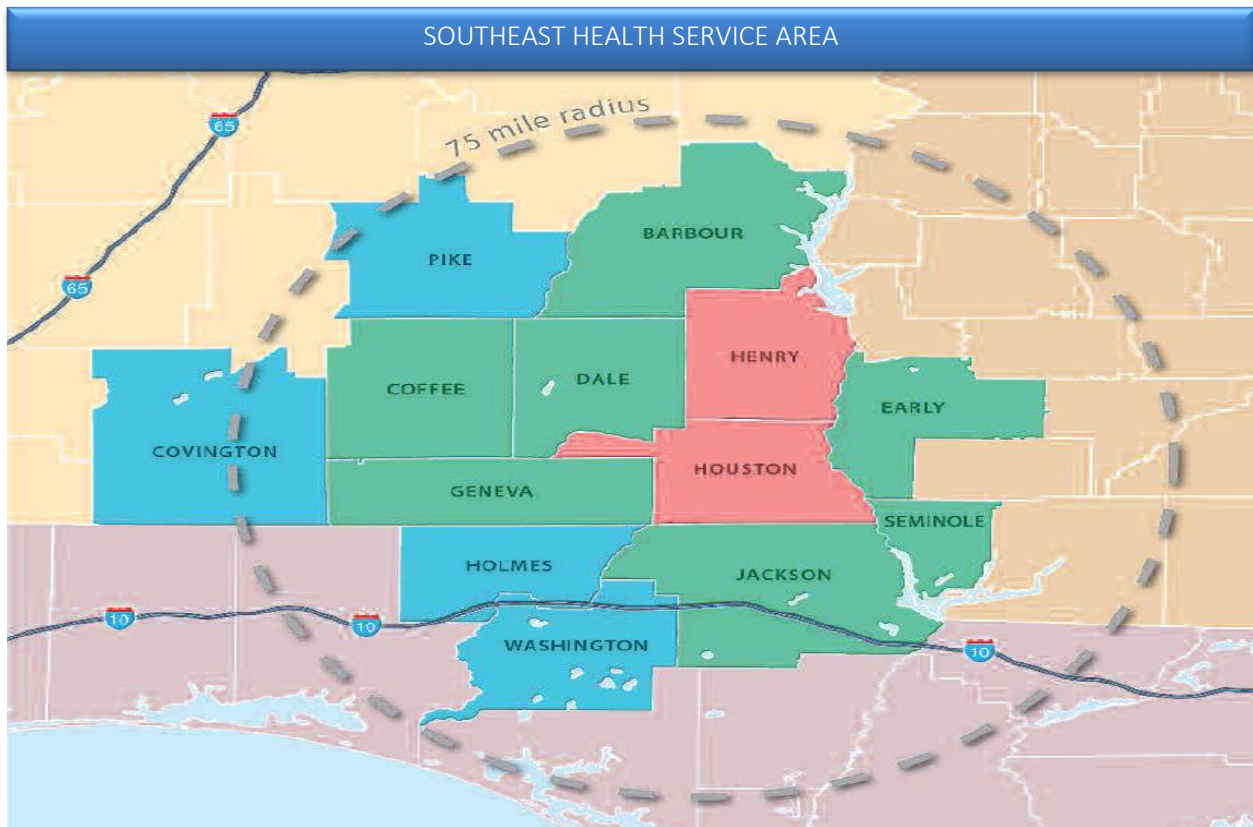 SOUTHEAST HEALTH SERVICE AREA
75 mile radius
65
65
BARBOUR
PIKE
HENRY
DALE
COFFEE
EARLY
COVINGTON
HOUSTON
GENEVA
SEMINOLE
HOLMES
JACKSON
10
10
WASHINGTON
10